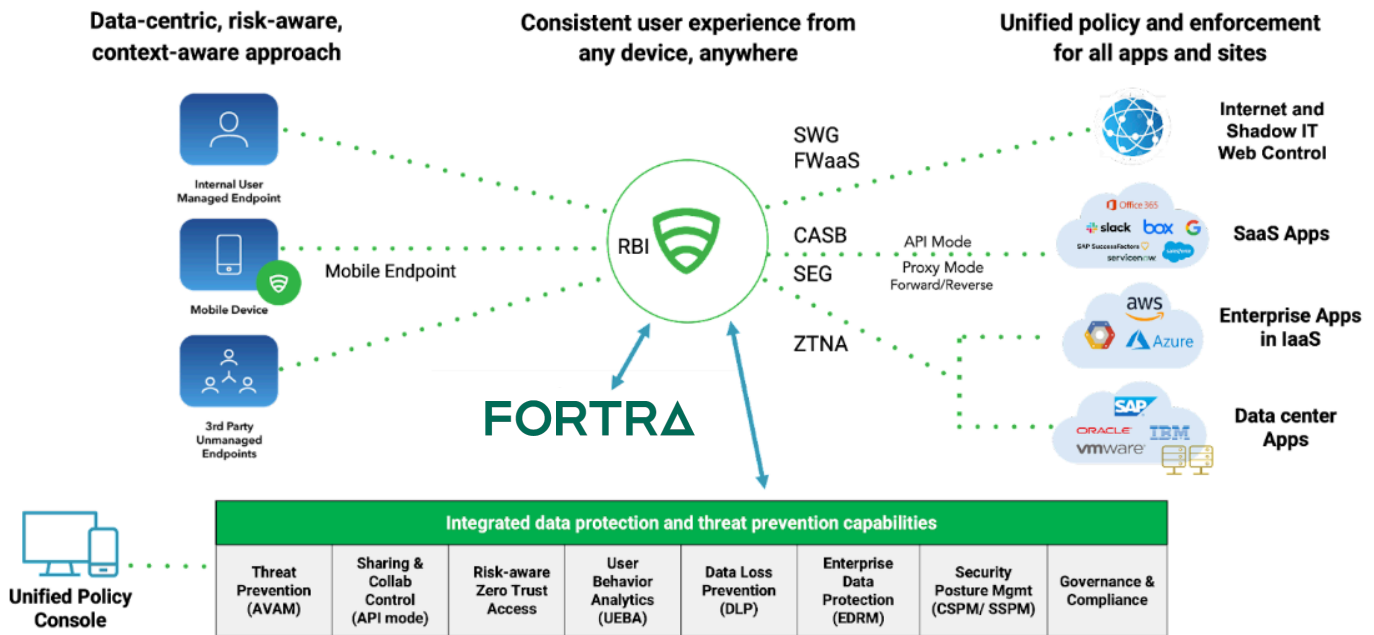 Data-centric, risk-aware,
context-aware approach
Consistent user experience from
any device, anywhere
Unified policy and enforcement
for all apps and sites
Internal User
Managed Endpoint
Mobile Device
Mobile Endpoint
3rd Party
Unmanaged
Endpoints
RBI
SWG
FWaaS
CASB
SEG
ZTNA
API Mode
Proxy Mode
Forward/Reverse
Internet and
Shadow IT
Web Control
Office 365
slack box G
SAP SuccessFactors
salesforce
servicenow
SaaS Apps
aws
Azure
Enterprise Apps
in IaaS
SAP
ORACLE IBM
vmware
Data center
Apps
FORTRA
Unified Policy
Console
Integrated data protection and threat prevention capabilities
Threat
Prevention
(AVAM)
Sharing &
Collab
Control
(API mode)
Risk-aware
Zero Trust
Access
User
Behavior
Analytics
(UEBA)
Data Loss
Prevention
(DLP)
Enterprise
Data
Protection
(EDRM)
Security
Posture Mgmt
(CSPM/ SSPM)
Governance &
Compliance